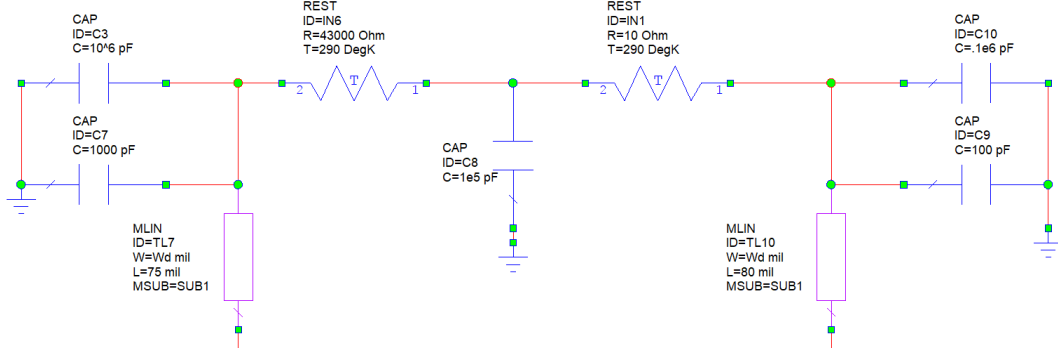 CAP
ID=C3
C=10^6 pF
REST
ID=IN6
R=43000 Ohm
T=290 DegK
REST
ID=IN1
R=10 Ohm
T=290 DegK
CAP
ID=C10
C=.1e6 pF
T
2
1
T
2
1
CAP
ID=C7
C=1000 pF
CAP
ID=C8
C=1e5 pF
CAP
ID=C9
C=100 pF
MLIN
ID=TL7
W=Wd mil
L=75 mil
MSUB=SUB1
MLIN
ID=TL10
W=Wd mil
L=80 mil
MSUB=SUB1